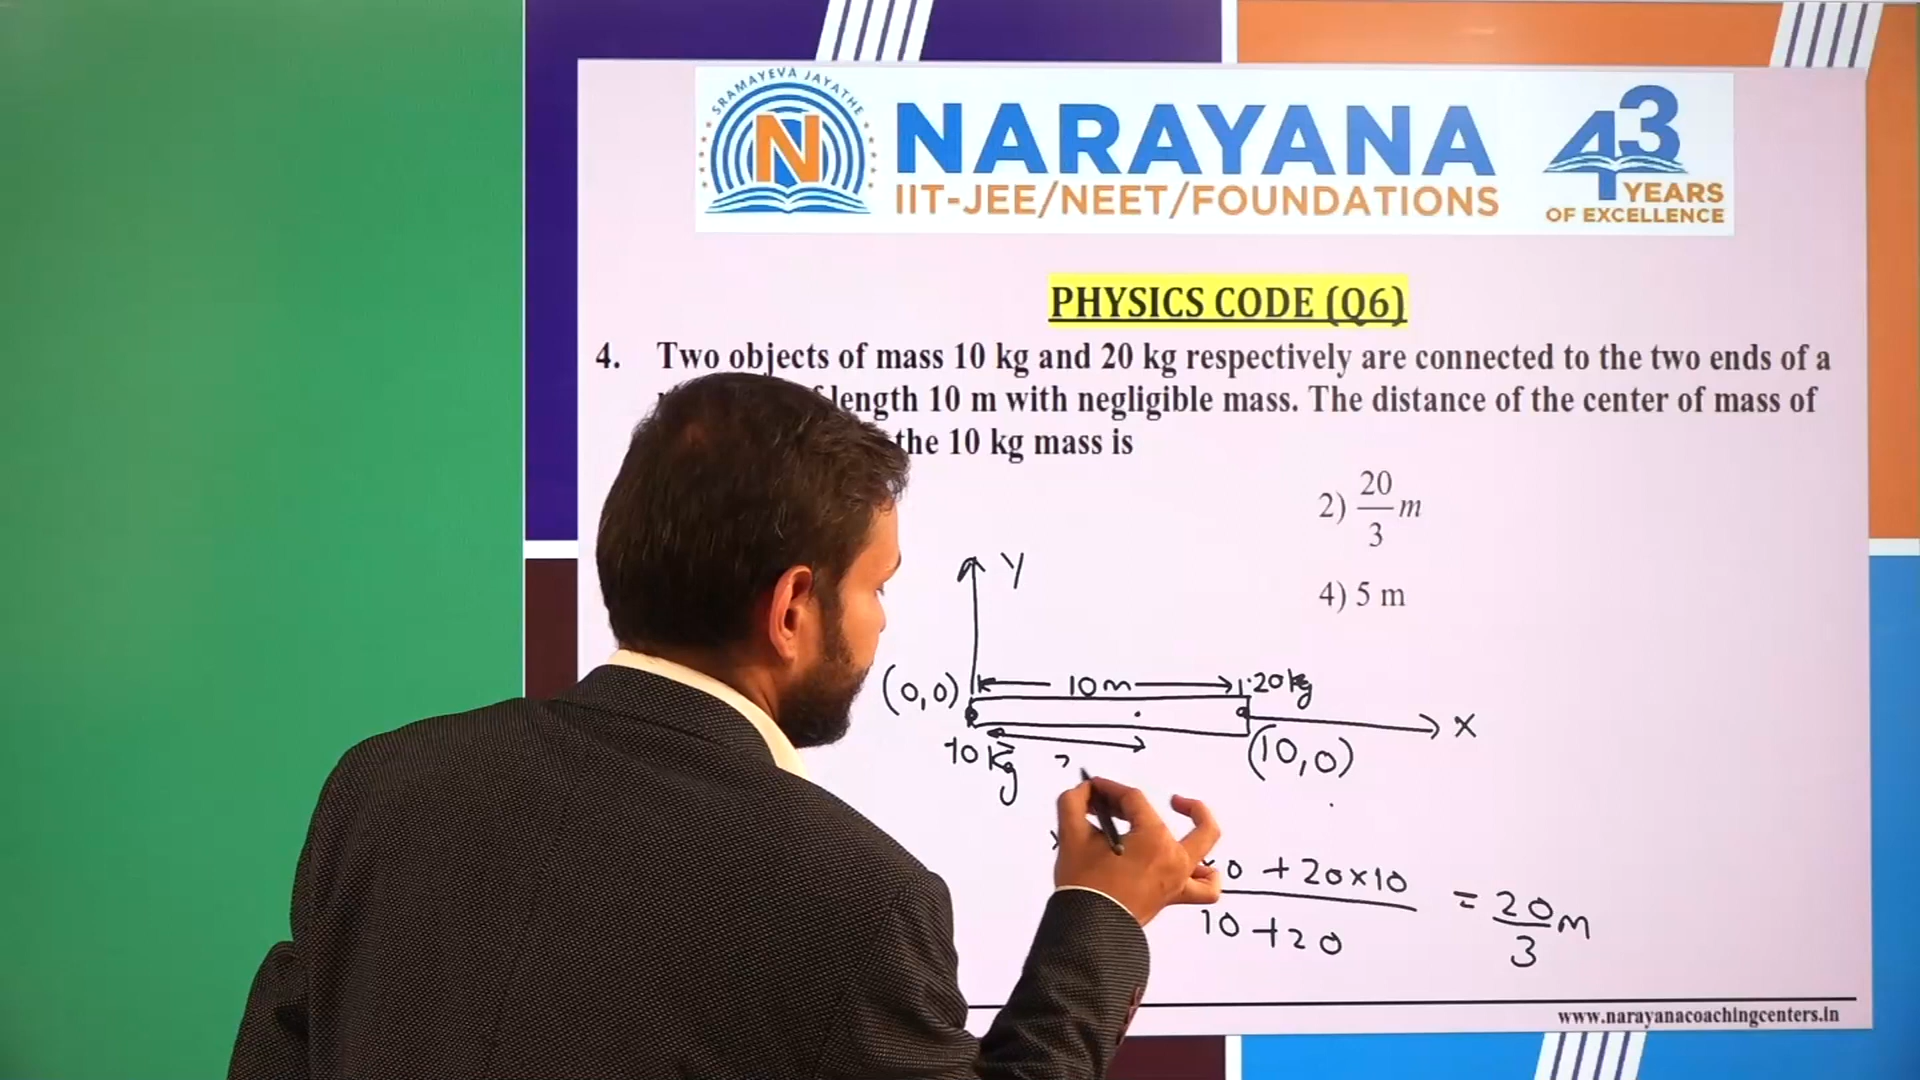 SRAMAYEVA JAYATHE
N
NARAYANA
IIT-JEE/NEET/FOUNDATIONS
43
YEARS
OF EXCELLENCE
PHYSICS CODE (Q6)
4. Two objects of mass 10 kg and 20 kg respectively are connected to the two ends of a
length 10 m with negligible mass. The distance of the center of mass of
the 10 kg mass is
2) 20/3 m
4) 5 m
Y
(0,0)
10m
20kg
X
10 kg
(10,0)
0 + 20×10
10+20
= 20/3 m
www.narayanacoachingcenters.in